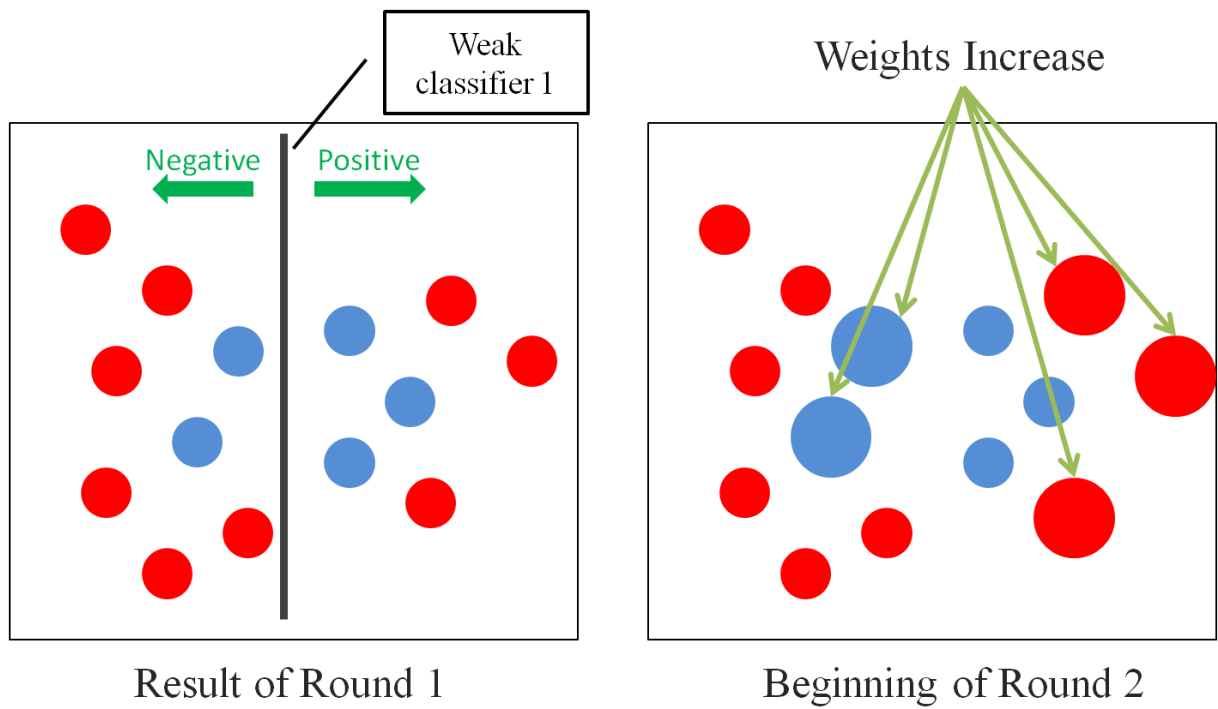 Weak
classifier 1
Weights Increase
Negative
Positive
Result of Round 1
Beginning of Round 2